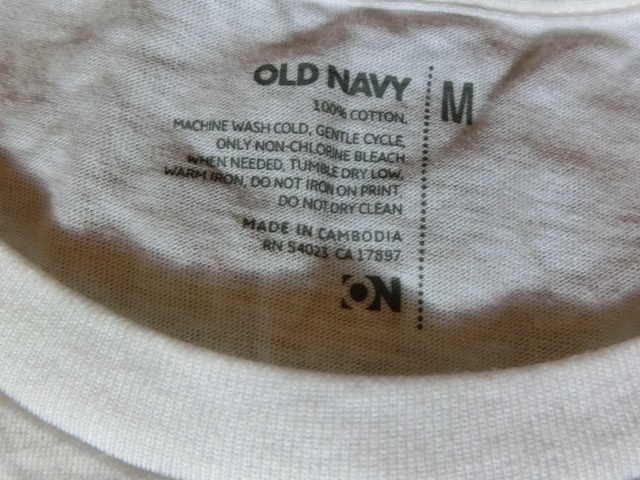 OLD NAVY
M
100% COTTON.
MACHINE WASH COLD, GENTLE CYCLE,
ONLY NON-CHLORINE BLEACH
WHEN NEEDED, TUMBLE DRY LOW,
WARM IRON, DO NOT IRON ON PRINT,
DO NOT DRY CLEAN
MADE IN CAMBODIA
RN 54023 CA 17897
ON